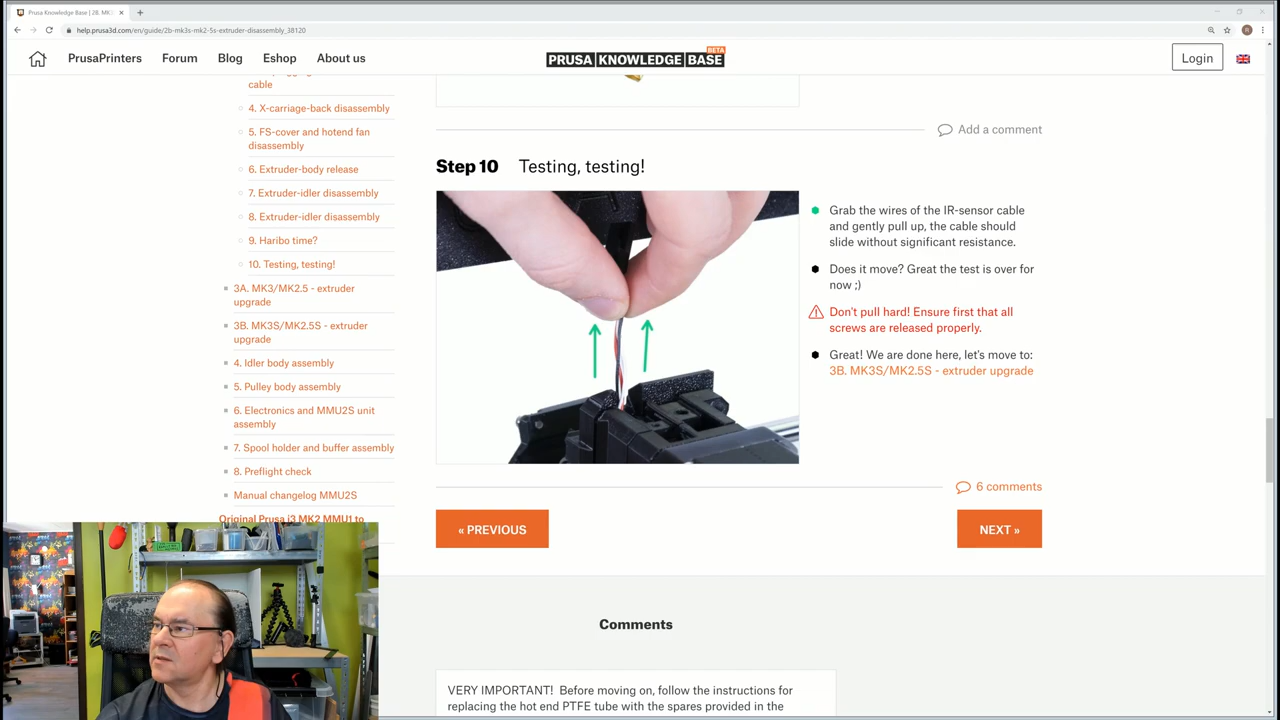 Prusa Knowledge Base | 2B. MK3
help.prusa3d.com/en/guide/2b-mk3s-mk2-5s-extruder-disassembly_38120
PrusaPrinters
Forum
Blog
Eshop
About us
PRUSA KNOWLEDGE BASE
BETA
Login
cable
4. X-carriage-back disassembly
5. FS-cover and hotend fan
disassembly
6. Extruder-body release
7. Extruder-idler disassembly
8. Extruder-idler disassembly
9. Haribo time?
10. Testing, testing!
3A. MK3/MK2.5 - extruder
upgrade
3B. MK3S/MK2.5S - extruder
upgrade
4. Idler body assembly
5. Pulley body assembly
6. Electronics and MMU2S unit
assembly
7. Spool holder and buffer assembly
8. Preflight check
Manual changelog MMU2S
Original Prusa i3 MK2 MMU1 to
Add a comment
Step 10 Testing, testing!
Grab the wires of the IR-sensor cable
and gently pull up, the cable should
slide without significant resistance.
Does it move? Great the test is over for
now ;)
Don't pull hard! Ensure first that all
screws are released properly.
Great! We are done here, let's move to:
3B. MK3S/MK2.5S - extruder upgrade
6 comments
« PREVIOUS
NEXT »
Comments
VERY IMPORTANT! Before moving on, follow the instructions for
replacing the hot end PTFE tube with the spares provided in the